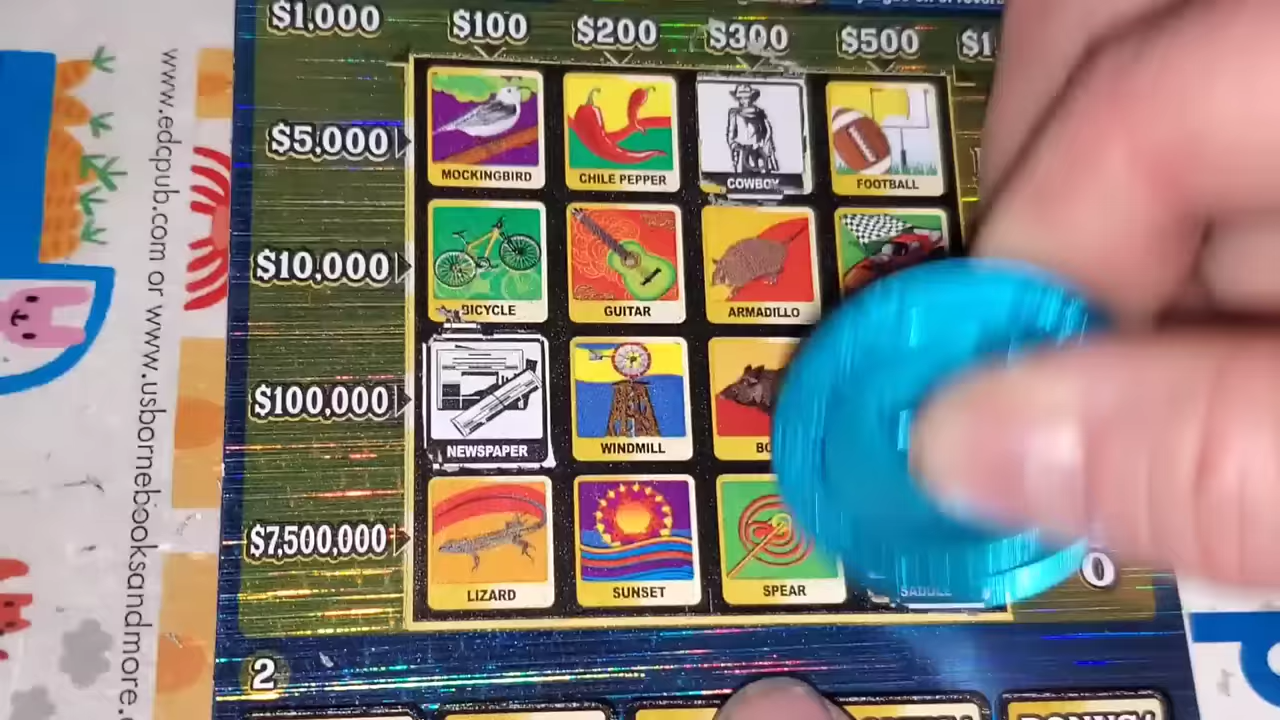 $1,000 $100 $200 $300 $500
$5,000
MOCKINGBIRD CHILE PEPPER COWBOY FOOTBALL
$10,000
BICYCLE GUITAR ARMADILLO
$100,000
NEWSPAPER WINDMILL
$7,500,000
LIZARD SUNSET SPEAR SADDLE
2
www.edcpub.com or www.usbornebooksandmore.c